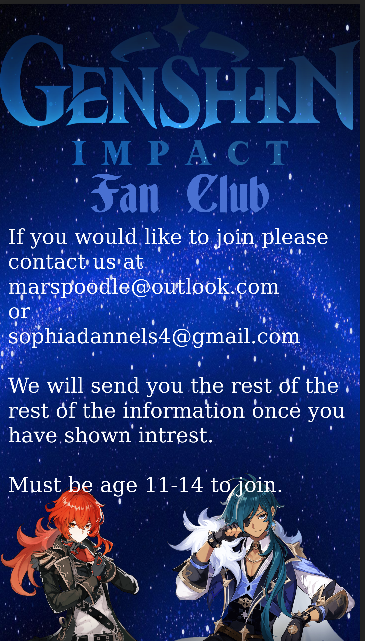 GENSHIN
IMPACT
Fan Club
If you would like to join please
contact us at
marspoodle@outlook.com
or
sophiadannels4@gmail.com
We will send you the rest of the
rest of the information once you
have shown intrest.
Must be age 11-14 to join.